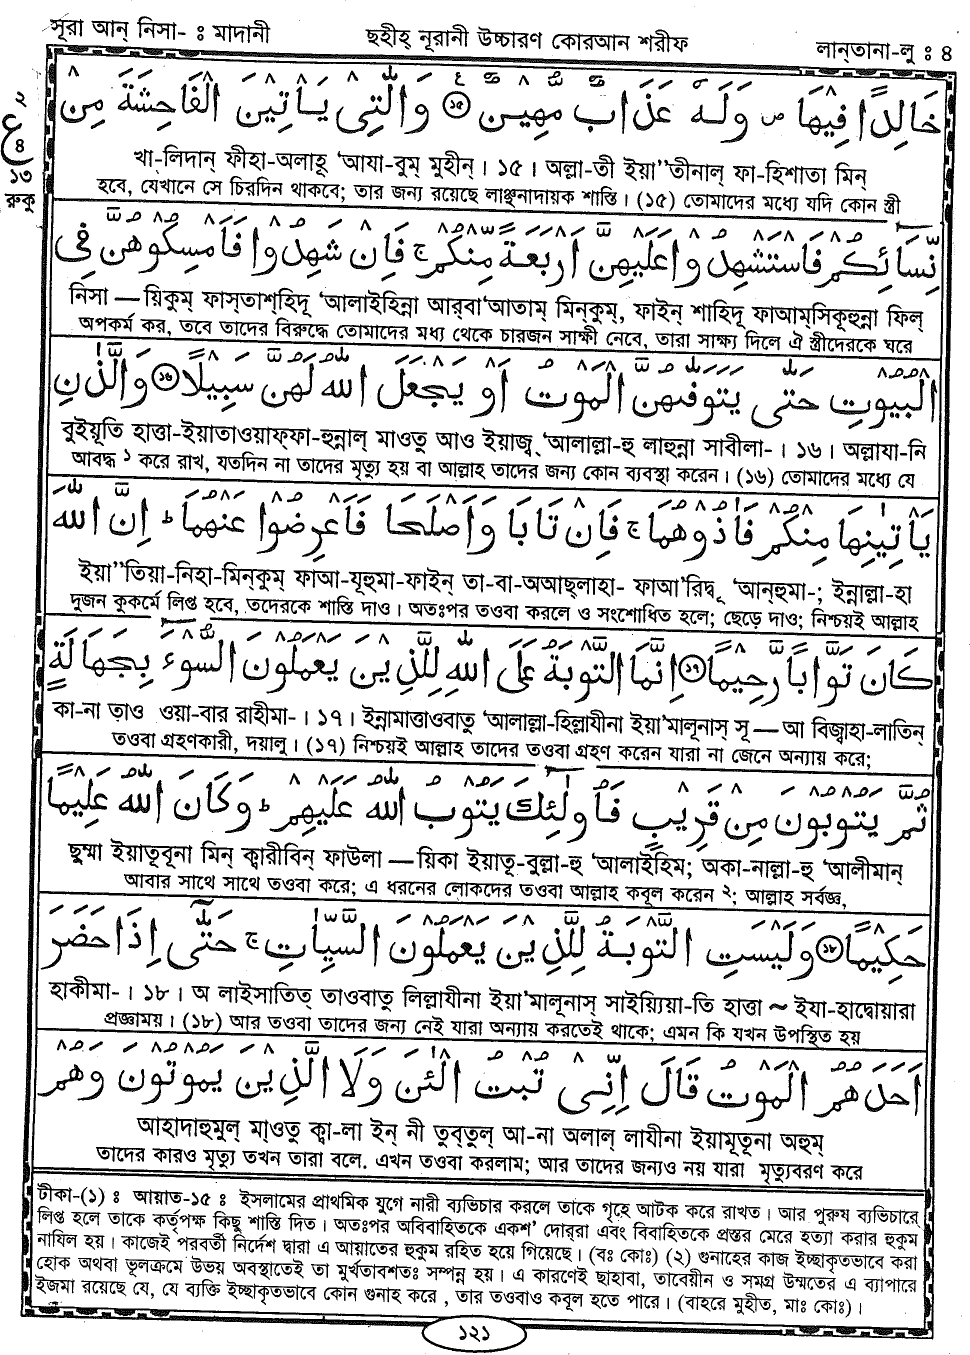 সূরা আন্ নিসা- ঃ মাদানী
ছহীহ্ নূরানী উচ্চারণ কোরআন শরীফ
লান্‌তানা-লু ঃ ৪
২
ع
৪
১৩
রুকু
خَالِدًا فِيهَا ص وَلَهُ عَذَابٌ مُّهِينٌ ⑮ وَالّٰتِي يَأْتِينَ الْفَاحِشَةَ مِنْ
খা-লিদান্ ফীহা-অলাহূ ‘আযা-বুম্ মুহীন্। ১৫। অল্লা-তী ইয়া”তীনাল্ ফা-হিশাতা মিন্
হবে, যেখানে সে চিরদিন থাকবে; তার জন্য রয়েছে লাঞ্ছনাদায়ক শাস্তি। (১৫) তোমাদের মধ্যে যদি কোন স্ত্রী
نِّسَائِكُمْ فَاسْتَشْهِدُوا عَلَيْهِنَّ أَرْبَعَةً مِّنكُمْ ج فَإِنْ شَهِدُوا فَأَمْسِكُوهُنَّ فِي
নিসা — য়িকুম্ ফাস্‌তাশ্‌হিদূ ‘আলাইহিন্না আর্‌বা‘আতাম্ মিন্‌কুম্, ফাইন্ শাহিদূ ফাআম্‌সিকূহুন্না ফিল্
অপকর্ম কর, তবে তাদের বিরুদ্ধে তোমাদের মধ্য থেকে চারজন সাক্ষী নেবে, তারা সাক্ষ্য দিলে ঐ স্ত্রীদেরকে ঘরে
الْبُيُوتِ حَتّٰى يَتَوَفّٰهُنَّ الْمَوْتُ أَوْ يَجْعَلَ اللّٰهُ لَهُنَّ سَبِيلًا ⑯ وَالَّذٰنِ
বুইয়ূতি হাত্তা-ইয়াতাওয়াফ্‌ফা-হুন্নাল্ মাওতু আও ইয়াজ্ব্ ‘আলাল্লা-হু লাহুন্না সাবীলা-। ১৬। অল্লাযা-নি
আবদ্ধ ১ করে রাখ, যতদিন না তাদের মৃত্যু হয় বা আল্লাহ তাদের জন্য কোন ব্যবস্থা করেন। (১৬) তোমাদের মধ্যে যে
يَأْتِيٰنِهَا مِنكُمْ فَآذُوهُمَا ج فَإِنْ تَابَا وَأَصْلَحَا فَأَعْرِضُوا عَنْهُمَا ط إِنَّ اللّٰهَ
ইয়া”তিয়া-নিহা-মিন্‌কুম্ ফাআ-যূহুমা-ফাইন্ তা-বা-অআছ্‌লাহা- ফাআ’রিদ্বূ ‘আন্‌হুমা-; ইন্নাল্লা-হা
দুজন কুকর্মে লিপ্ত হবে, তদেরকে শাস্তি দাও। অতঃপর তওবা করলে ও সংশোধিত হলে; ছেড়ে দাও; নিশ্চয়ই আল্লাহ
كَانَ تَوَّابًا رَّحِيمًا ⑰ إِنَّمَا التَّوْبَةُ عَلَى اللّٰهِ لِلَّذِينَ يَعْمَلُونَ السُّوءَ بِجَهَالَةٍ
কা-না তাও ওয়া-বার রাহীমা-। ১৭। ইন্নামাত্তাওবাতু ‘আলাল্লা-হিল্লাযীনা ইয়া’মালূনাস্ সূ — আ বিজ্বাহা-লাতিন্
তওবা গ্রহণকারী, দয়ালু। (১৭) নিশ্চয়ই আল্লাহ তাদের তওবা গ্রহণ করেন যারা না জেনে অন্যায় করে;
ثُمَّ يَتُوبُونَ مِنْ قَرِيبٍ فَأُولٰئِكَ يَتُوبُ اللّٰهُ عَلَيْهِمْ ط وَكَانَ اللّٰهُ عَلِيمًا
ছুম্মা ইয়াতূবূনা মিন্ ক্বারীবিন্ ফাউলা — য়িকা ইয়াতূ-বুল্লা-হু ‘আলাইহিম; অকা-নাল্লা-হু ‘আলীমান্
আবার সাথে সাথে তওবা করে; এ ধরনের লোকদের তওবা আল্লাহ কবুল করেন ২; আল্লাহ সর্বজ্ঞ,
حَكِيمًا ⑱ وَلَيْسَتِ التَّوْبَةُ لِلَّذِينَ يَعْمَلُونَ السَّيِّاٰتِ ج حَتّٰى إِذَا حَضَرَ
হাকীমা-। ১৮। অ লাইসাতিত্ তাওবাতু লিল্লাযীনা ইয়া’মালূনাস্ সাইয়্যিয়া-তি হাত্তা ~ ইযা-হাদ্বোয়ারা
প্রজ্ঞাময়। (১৮) আর তওবা তাদের জন্য নেই যারা অন্যায় করতেই থাকে; এমন কি যখন উপস্থিত হয়
أَحَدَهُمُ الْمَوْتُ قَالَ إِنِّي تُبْتُ الْئٰنَ وَلَا الَّذِينَ يَمُوتُونَ وَهُمْ
আহাদাহুমুল্ মাওতু ক্বা-লা ইন্ নী তুব্‌তুল্ আ-না অলাল্ লাযীনা ইয়ামূতূনা অহুম্
তাদের কারও মৃত্যু তখন তারা বলে. এখন তওবা করলাম; আর তাদের জন্যও নয় যারা মৃত্যুবরণ করে
টীকা-(১) ঃ আয়াত-১৫ ঃ ইসলামের প্রাথমিক যুগে নারী ব্যভিচার করলে তাকে গৃহে আটক করে রাখত। আর পুরুষ ব্যভিচারে
লিপ্ত হলে তাকে কর্তৃপক্ষ কিছু শাস্তি দিত। অতঃপর অবিবাহিতকে একশ’ দোর্‌রা এবং বিবাহিতকে প্রস্তর মেরে হত্যা করার হুকুম
নাযিল হয়। কাজেই পরবর্তী নির্দেশ দ্বারা এ আয়াতের হুকুম রহিত হয়ে গিয়েছে। (বঃ কোঃ) (২) গুনাহের কাজ ইচ্ছাকৃতভাবে করা
হোক অথবা ভুলক্রমে উভয় অবস্থাতেই তা মুর্খতাবশতঃ সম্পন্ন হয়। এ কারণেই ছাহাবা, তাবেয়ীন ও সমগ্র উম্মতের এ ব্যাপারে
ইজমা রয়েছে যে, যে ব্যক্তি ইচ্ছাকৃতভাবে কোন গুনাহ করে , তার তওবাও কবূল হতে পারে। (বাহরে মুহীত, মাঃ কোঃ)।
১২১